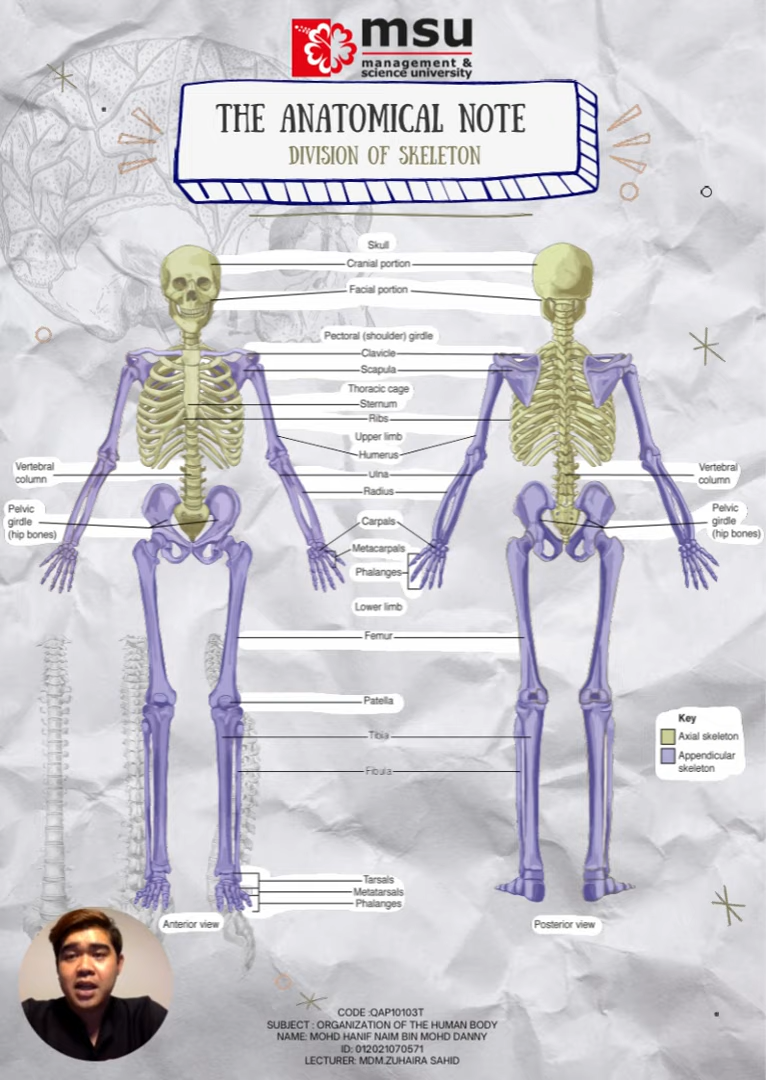 msu
management &
science university
THE ANATOMICAL NOTE
DIVISION OF SKELETON
Skull
Cranial portion
Facial portion
Pectoral (shoulder) girdle
Clavicle
Scapula
Thoracic cage
Sternum
Ribs
Upper limb
Humerus
Ulna
Radius
Vertebral
column
Vertebral
column
Pelvic
girdle
(hip bones)
Pelvic
girdle
(hip bones)
Carpals
Metacarpals
Phalanges
Lower limb
Femur
Patella
Tibia
Fibula
Key
Axial skeleton
Appendicular
skeleton
Tarsals
Metatarsals
Phalanges
Anterior view
Posterior view
CODE :QAP10103T
SUBJECT : ORGANIZATION OF THE HUMAN BODY
NAME: MOHD HANIF NAIM BIN MOHD DANNY
ID: 012021070571
LECTURER: MDM.ZUHAIRA SAHID